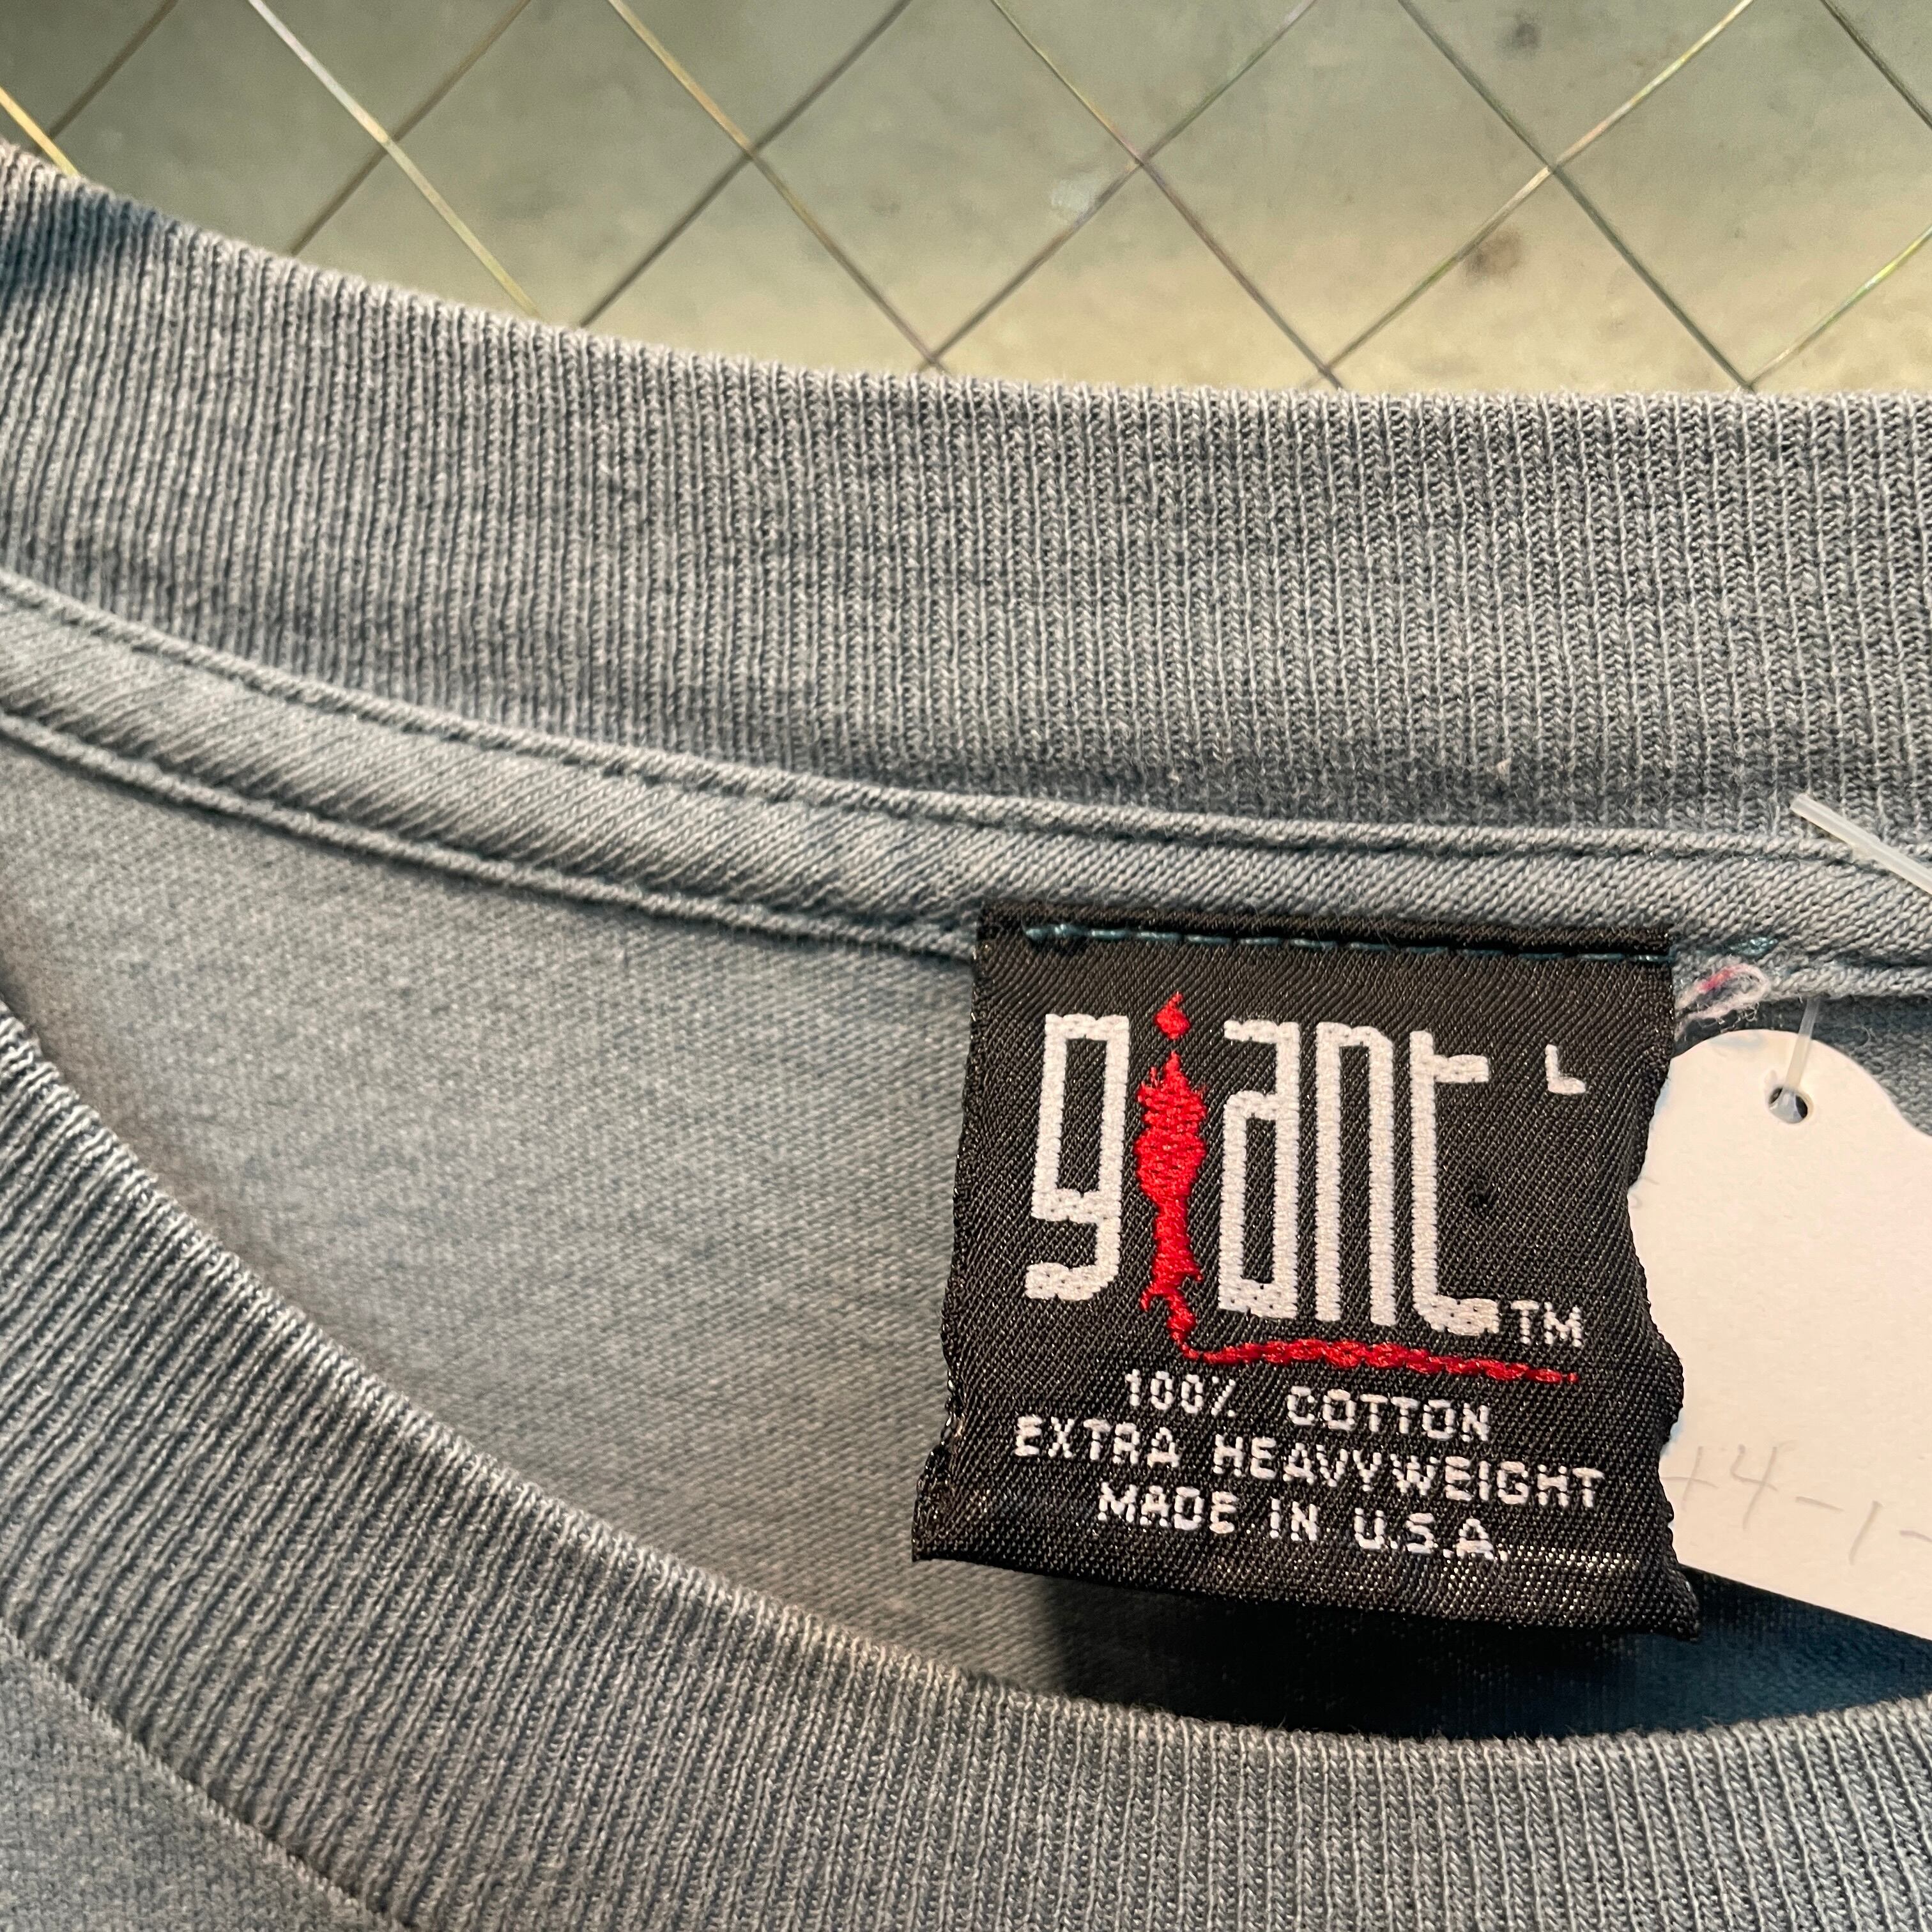 giant L
TM
100% COTTON
EXTRA HEAVYWEIGHT
MADE IN U.S.A.